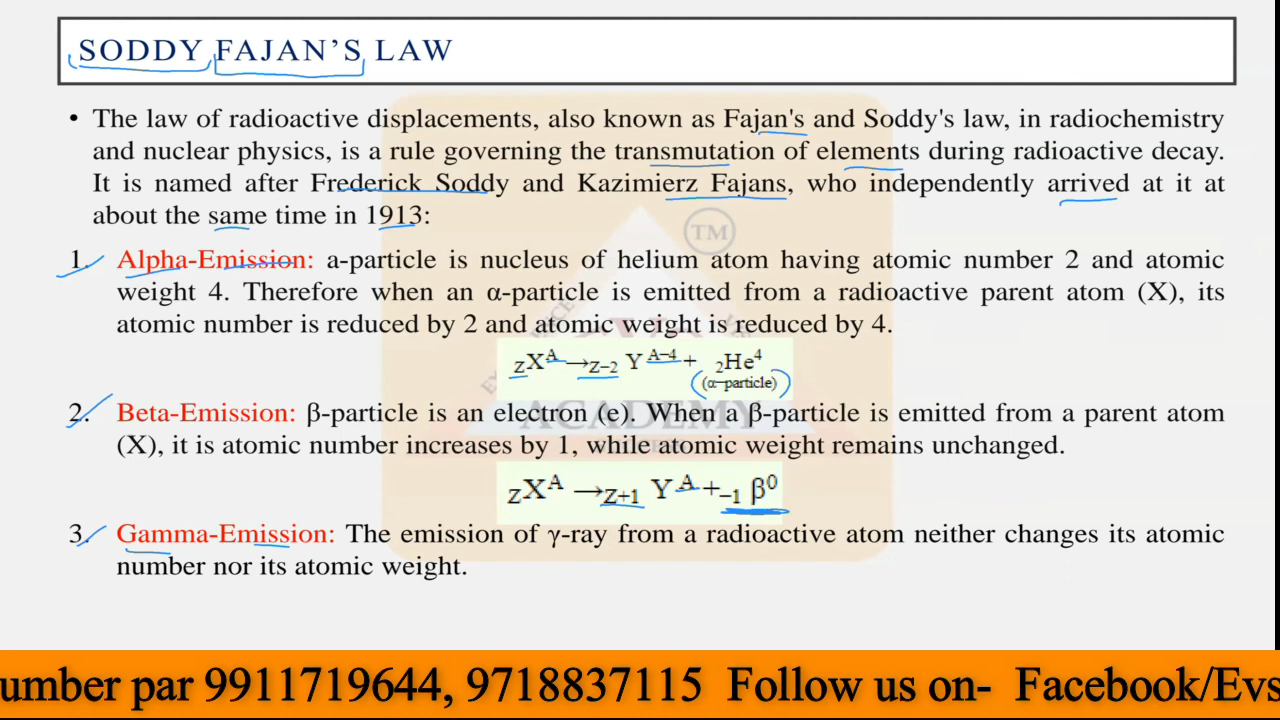 SODDY FAJAN'S LAW
• The law of radioactive displacements, also known as Fajan's and Soddy's law, in radiochemistry
and nuclear physics, is a rule governing the transmutation of elements during radioactive decay.
It is named after Frederick Soddy and Kazimierz Fajans, who independently arrived at it at
about the same time in 1913:
TM
1. Alpha-Emission: a-particle is nucleus of helium atom having atomic number 2 and atomic
weight 4. Therefore when an α-particle is emitted from a radioactive parent atom (X), its
atomic number is reduced by 2 and atomic weight is reduced by 4.
zXᴬ →z−2 Yᴬ⁻⁴ + ₂He⁴
(α−particle)
2. Beta-Emission: β-particle is an electron (e). When a β-particle is emitted from a parent atom
ACADEMY
(X), it is atomic number increases by 1, while atomic weight remains unchanged.
zXᴬ →z+1 Yᴬ +₋₁ β⁰
3. Gamma-Emission: The emission of γ-ray from a radioactive atom neither changes its atomic
number nor its atomic weight.
umber par 9911719644, 9718837115 Follow us on- Facebook/Evs